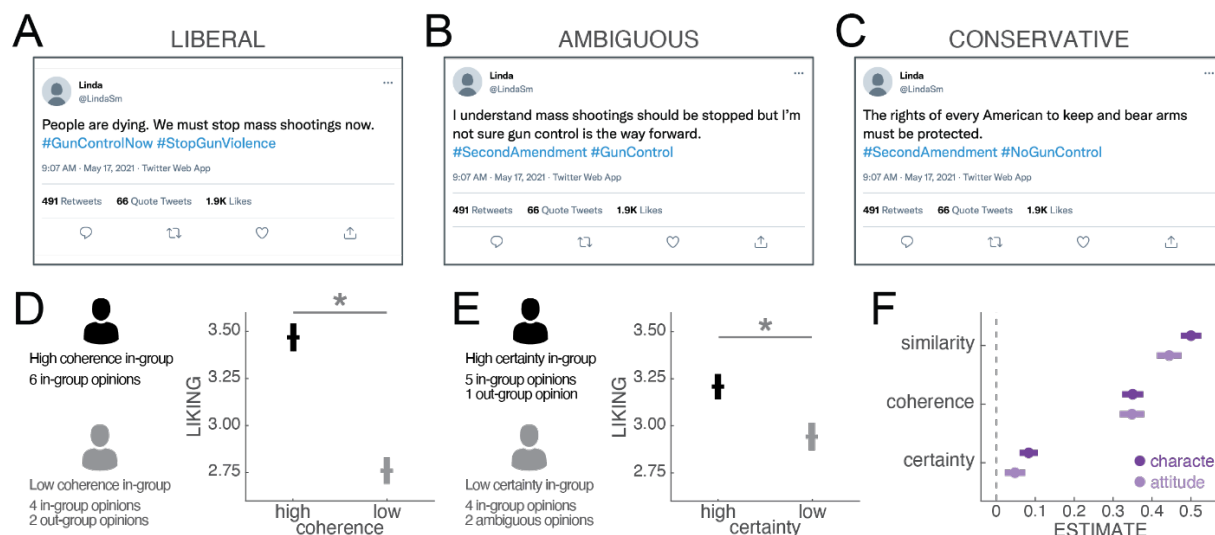 A
LIBERAL
Linda
@LindaSm
...
People are dying. We must stop mass shootings now.
#GunControlNow #StopGunViolence
9:07 AM · May 17, 2021 · Twitter Web App
491 Retweets 66 Quote Tweets 1.9K Likes
B
AMBIGUOUS
Linda
@LindaSm
...
I understand mass shootings should be stopped but I'm
not sure gun control is the way forward.
#SecondAmendment #GunControl
9:07 AM · May 17, 2021 · Twitter Web App
491 Retweets 66 Quote Tweets 1.9K Likes
C
CONSERVATIVE
Linda
@LindaSm
...
The rights of every American to keep and bear arms
must be protected.
#SecondAmendment #NoGunControl
9:07 AM · May 17, 2021 · Twitter Web App
491 Retweets 66 Quote Tweets 1.9K Likes
D
High coherence in-group
6 in-group opinions
Low coherence in-group
4 in-group opinions
2 out-group opinions
LIKING
3.50
3.25
3.00
2.75
*
high low
coherence
E
High certainty in-group
5 in-group opinions
1 out-group opinion
Low certainty in-group
4 in-group opinions
2 ambiguous opinions
LIKING
3.50
3.25
3.00
2.75
*
high low
certainty
F
similarity
coherence
certainty
characte
attitude
0 0.1 0.2 0.3 0.4 0.5
ESTIMATE